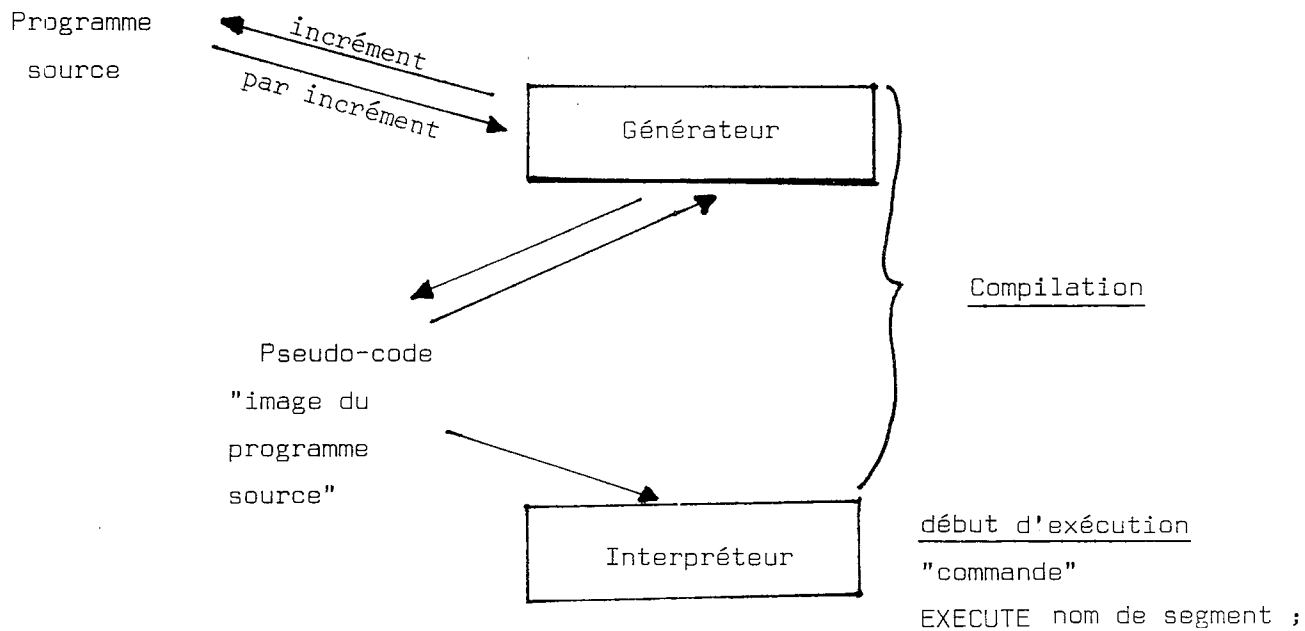 Programme
source
incrément
par incrément
Générateur
Compilation
Pseudo-code
"image du
programme
source"
Interpréteur
début d'exécution
"commande"
EXECUTE nom de segment ;